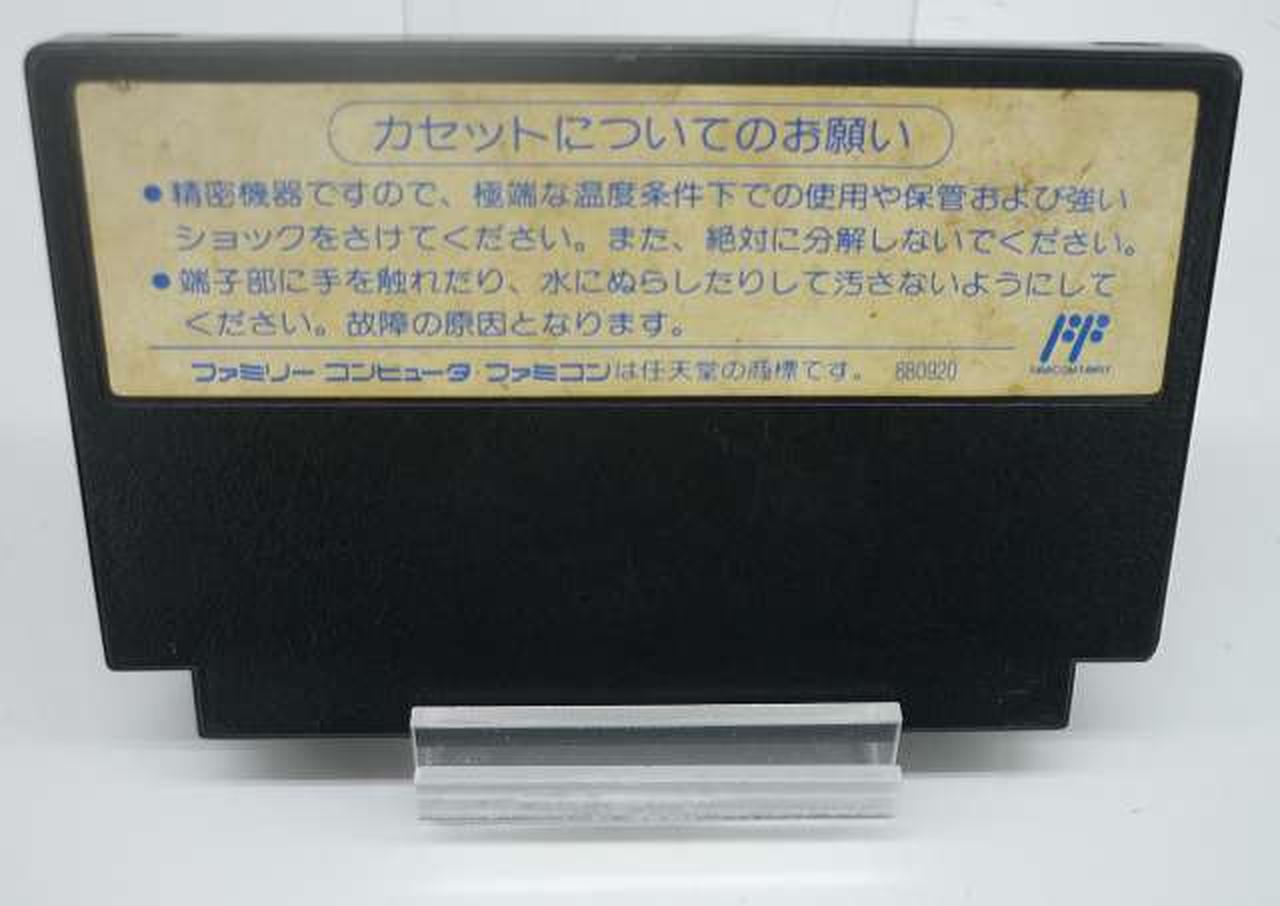 カセットについてのお願い
●精密機器ですので、極端な温度条件下での使用や保管および強い
ショックをさけてください。また、絶対に分解しないでください。
●端子部に手を触れたり、水にぬらしたりして汚さないようにして
ください。故障の原因となります。
ファミリーコンピュータ・ファミコンは任天堂の商標です。 880920
FAMICOM FAMILY